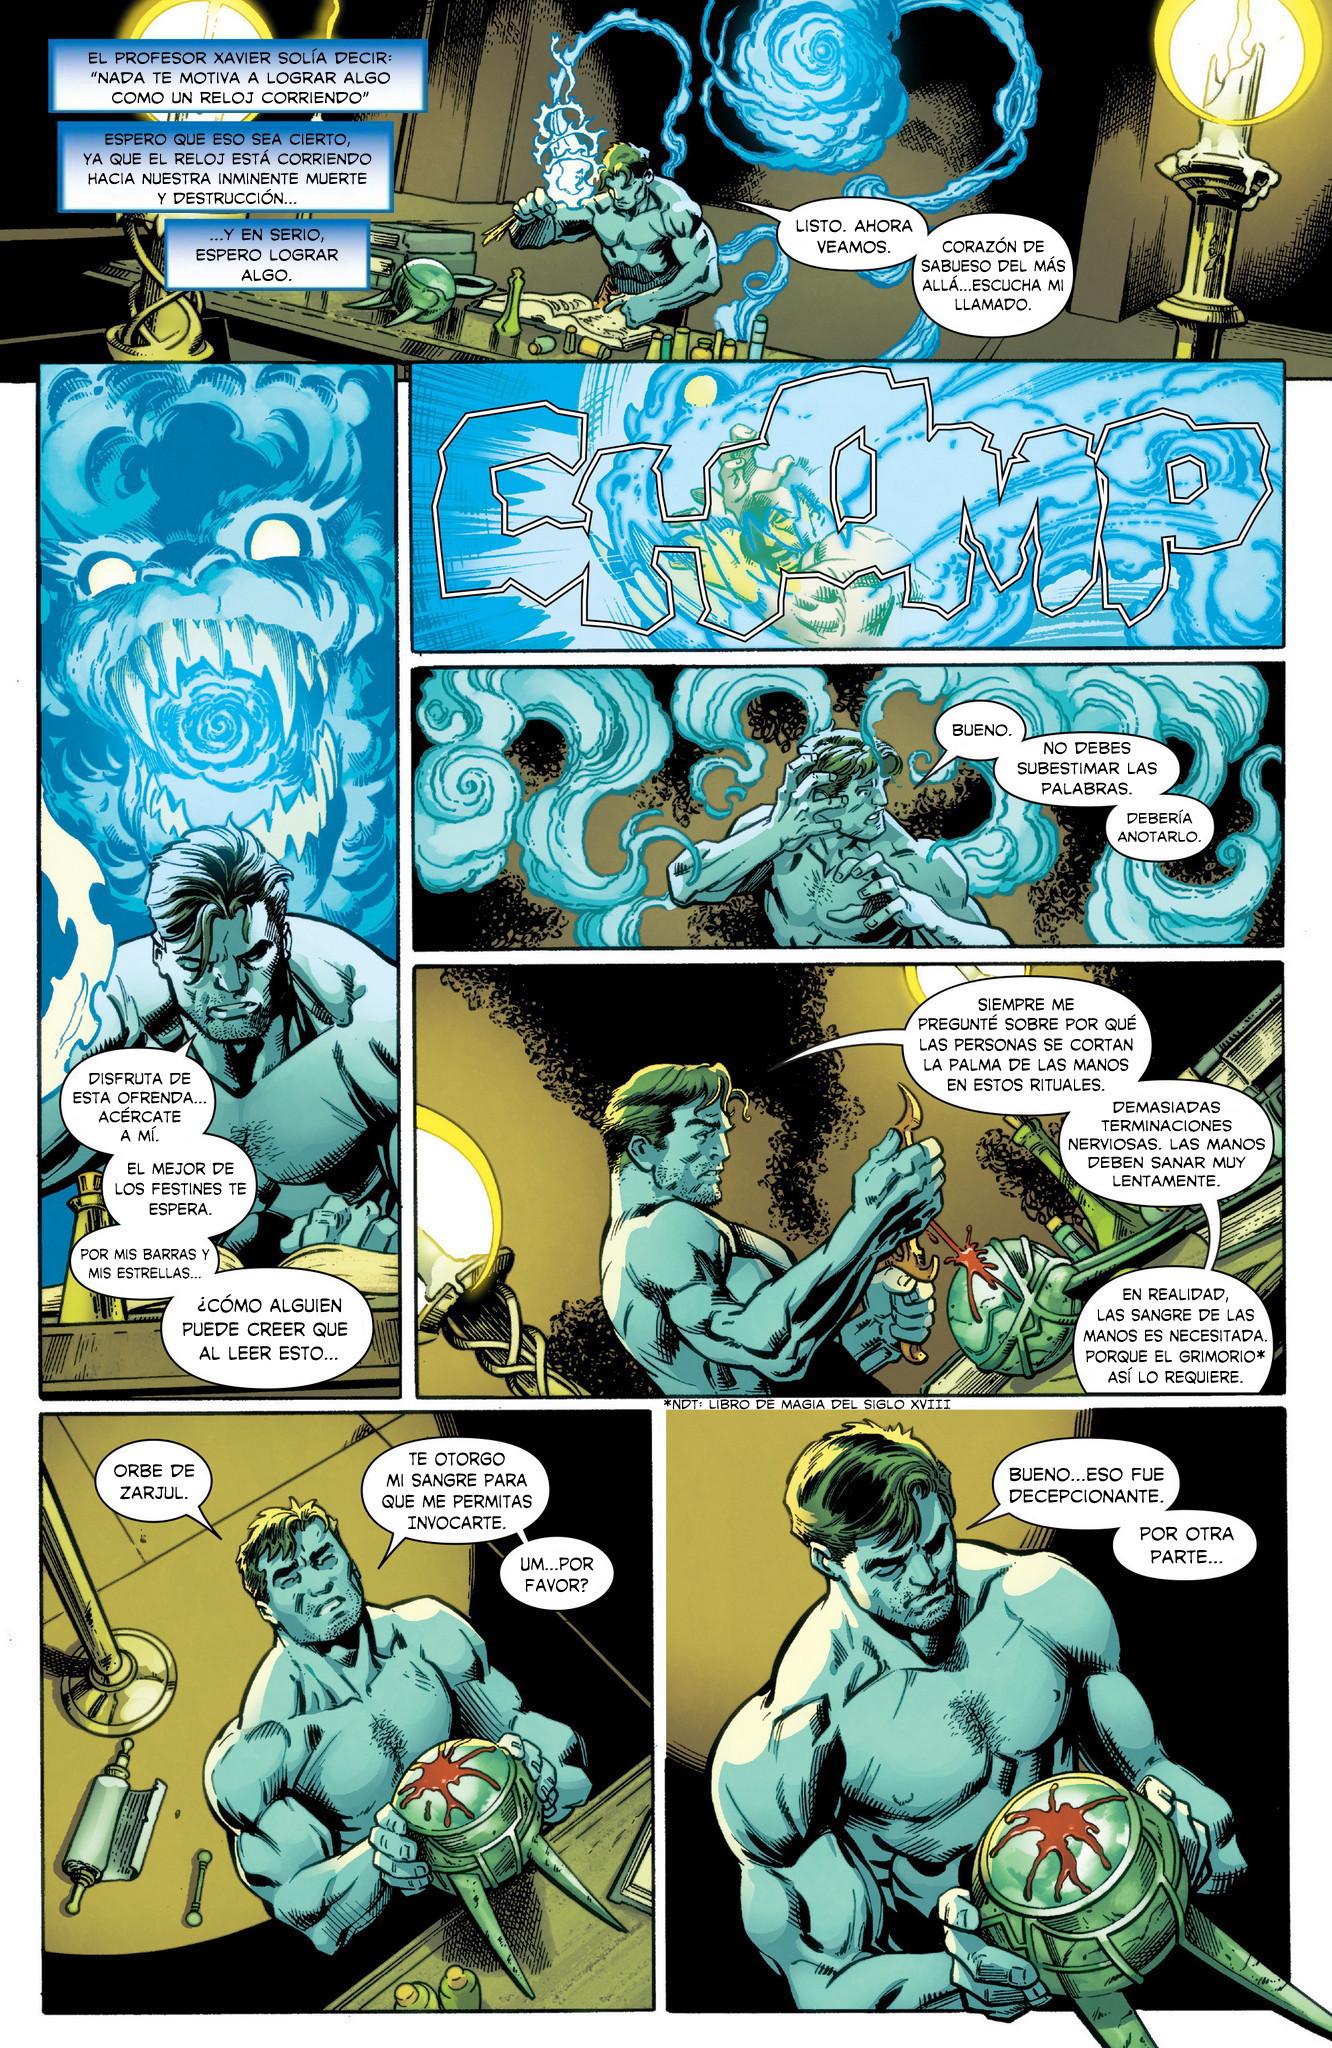 EL PROFESOR XAVIER SOLÍA DECIR:
"NADA TE MOTIVA A LOGRAR ALGO
COMO UN RELOJ CORRIENDO"
ESPERO QUE ESO SEA CIERTO,
YA QUE EL RELOJ ESTÁ CORRIENDO
HACIA NUESTRA INMINENTE MUERTE
Y DESTRUCCIÓN...
...Y EN SERIO,
ESPERO LOGRAR
ALGO.
LISTO. AHORA
VEAMOS.
CORAZÓN DE
SABUESO DEL MÁS
ALLÁ...ESCUCHA MI
LLAMADO.
DISFRUTA DE
ESTA OFRENDA...
ACÉRCATE
A MÍ.
EL MEJOR DE
LOS FESTINES TE
ESPERA.
POR MIS BARRAS Y
MIS ESTRELLAS...
¿CÓMO ALGUIEN
PUEDE CREER QUE
AL LEER ESTO...
CHOMP
BUENO.
NO DEBES
SUBESTIMAR LAS
PALABRAS.
DEBERÍA
ANOTARLO.
SIEMPRE ME
PREGUNTÉ SOBRE POR QUÉ
LAS PERSONAS SE CORTAN
LA PALMA DE LAS MANOS
EN ESTOS RITUALES.
DEMASIADAS
TERMINACIONES
NERVIOSAS. LAS MANOS
DEBEN SANAR MUY
LENTAMENTE.
EN REALIDAD,
LAS SANGRE DE LAS
MANOS ES NECESITADA.
PORQUE EL GRIMORIO*
ASÍ LO REQUIERE.
*NDT: LIBRO DE MAGIA DEL SIGLO XVIII
ORBE DE
ZARJUL.
TE OTORGO
MI SANGRE PARA
QUE ME PERMITAS
INVOCARTE.
UM...POR
FAVOR?
BUENO...ESO FUE
DECEPCIONANTE.
POR OTRA
PARTE...